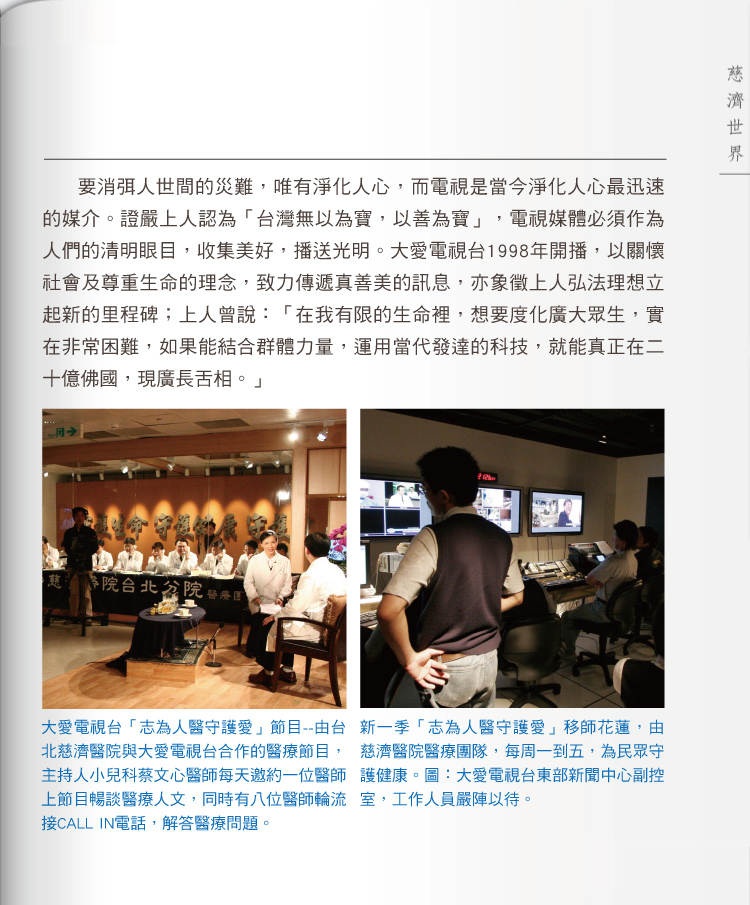 慈濟世界
要消弭人世間的災難，唯有淨化人心，而電視是當今淨化人心最迅速
的媒介。證嚴上人認為「台灣無以為寶，以善為寶」，電視媒體必須作為
人們的清明眼目，收集美好，播送光明。大愛電視台1998年開播，以關懷
社會及尊重生命的理念，致力傳遞真善美的訊息，亦象徵上人弘法理想立
起新的里程碑；上人曾說：「在我有限的生命裡，想要度化廣大眾生，實
在非常困難，如果能結合群體力量，運用當代發達的科技，就能真正在二
十億佛國，現廣長舌相。」
大愛電視台「志為人醫守護愛」節目--由台
北慈濟醫院與大愛電視台合作的醫療節目，
主持人小兒科蔡文心醫師每天邀約一位醫師
上節目暢談醫療人文，同時有八位醫師輪流
接CALL IN電話，解答醫療問題。
新一季「志為人醫守護愛」移師花蓮，由
慈濟醫院醫療團隊，每周一到五，為民眾守
護健康。圖：大愛電視台東部新聞中心副控
室，工作人員嚴陣以待。
院台北分院